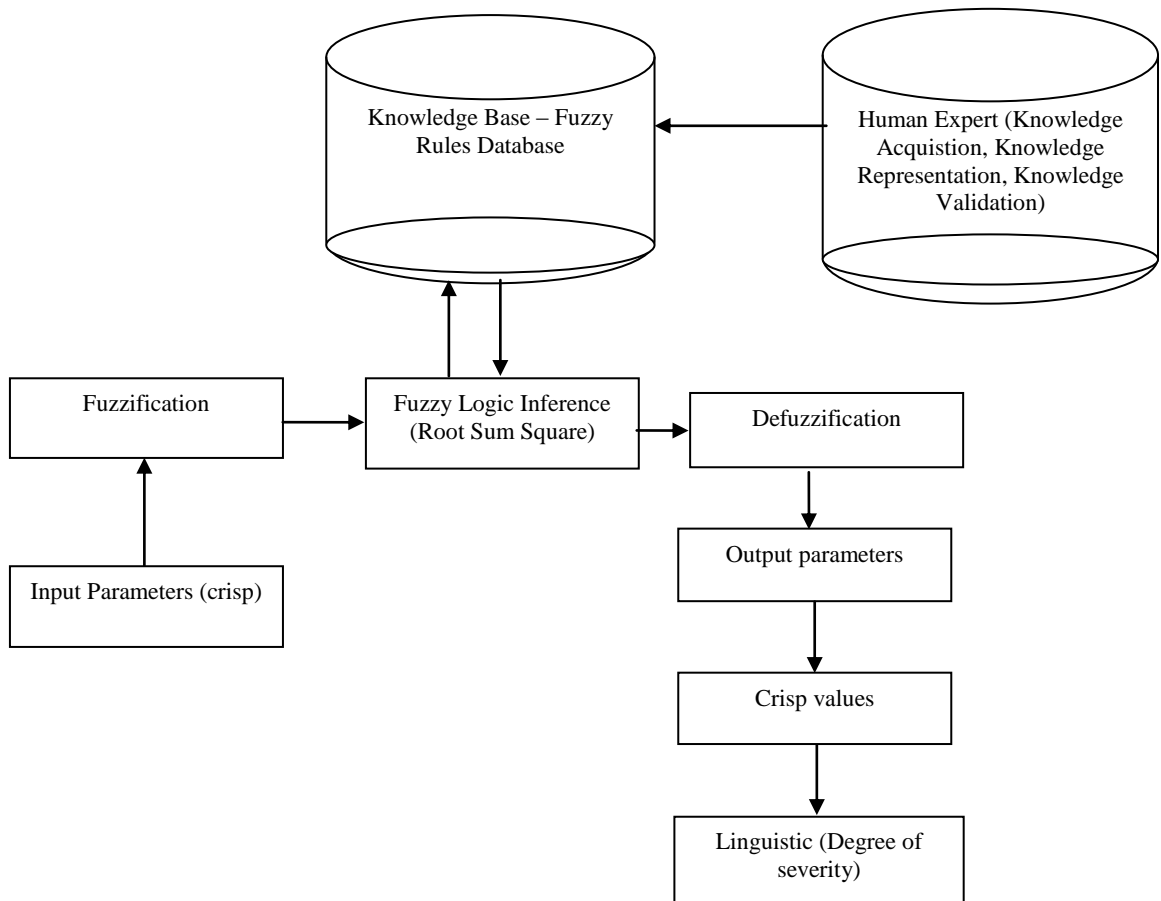 Knowledge Base – Fuzzy
Rules Database
Human Expert (Knowledge
Acquistion, Knowledge
Representation, Knowledge
Validation)
Fuzzification
Fuzzy Logic Inference
(Root Sum Square)
Defuzzification
Input Parameters (crisp)
Output parameters
Crisp values
Linguistic (Degree of
severity)